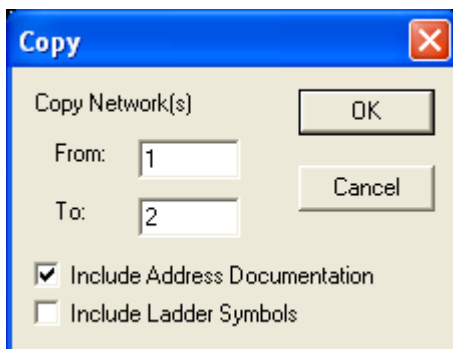 Copy
Copy Network(s)
OK
From: 1
Cancel
To: 2
Include Address Documentation
Include Ladder Symbols